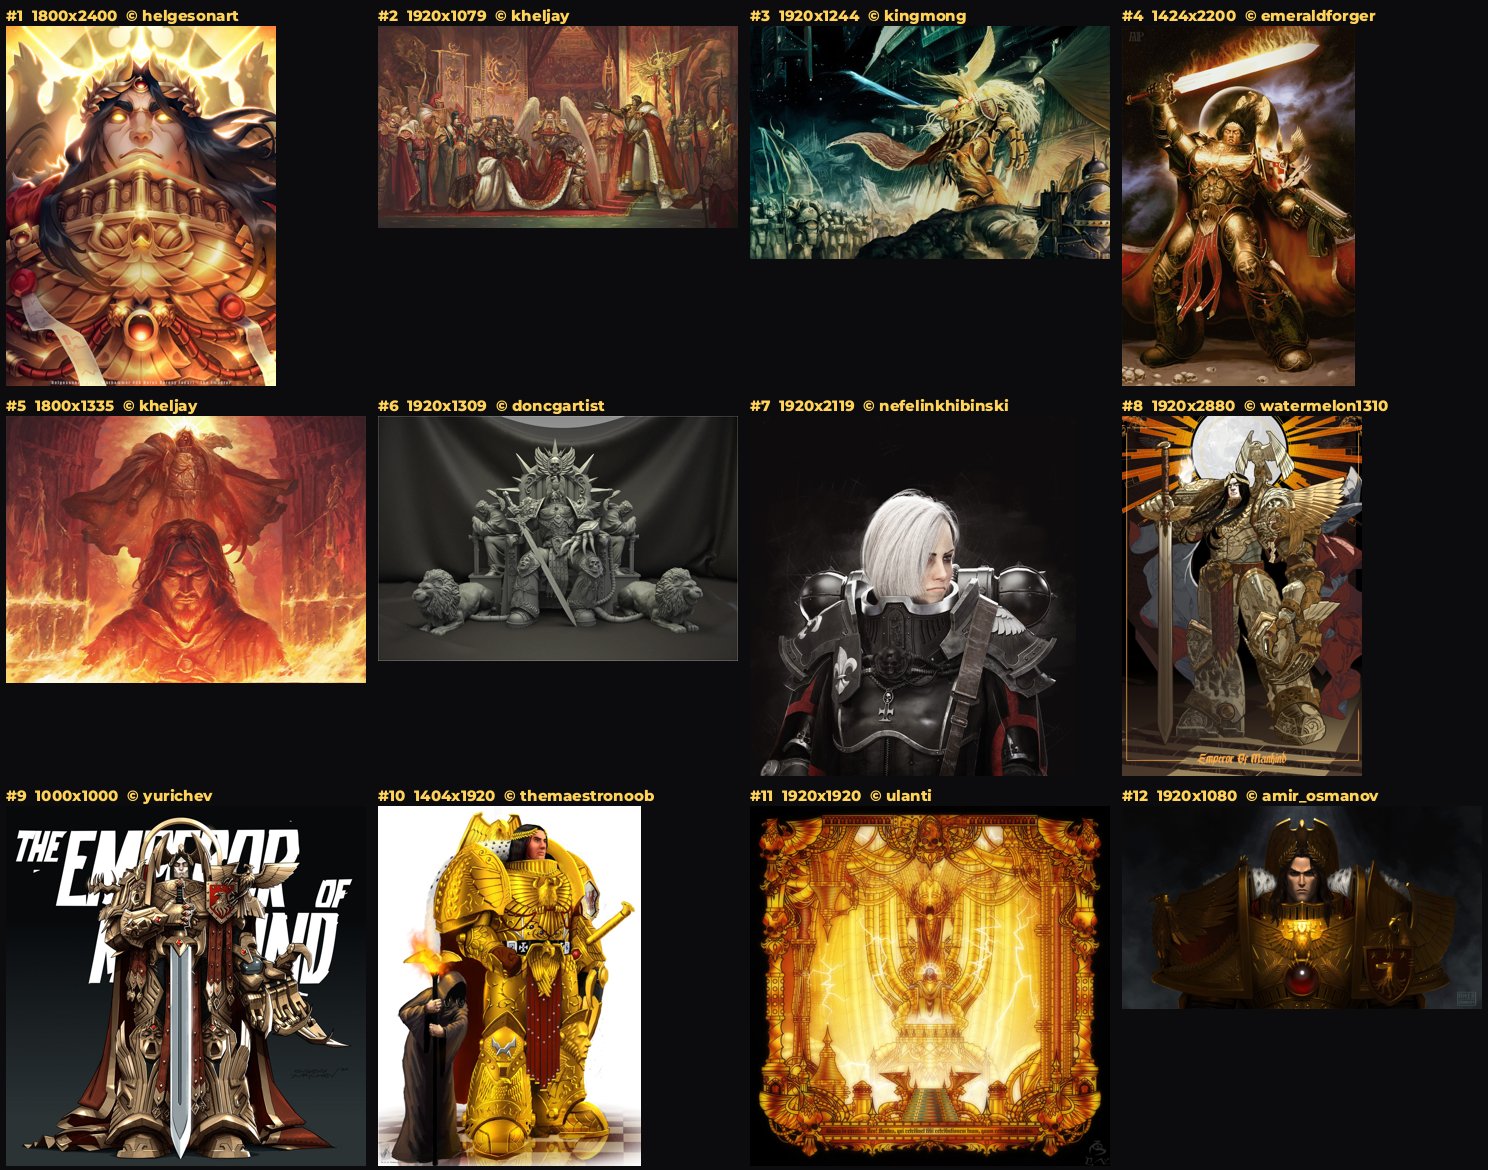 #1 1800x2400 © helgesonart
#2 1920x1079 © kheljay
#3 1920x1244 © kingmong
#4 1424x2200 © emeraldforger
#5 1800x1335 © kheljay
#6 1920x1309 © doncgartist
#7 1920x2119 © nefelinkhibinski
#8 1920x2880 © watermelon1310
Emperor Of Mankind
#9 1000x1000 © yurichev
#10 1404x1920 © themaestronoob
#11 1920x1920 © ulanti
#12 1920x1080 © amir_osmanov
THE
OF